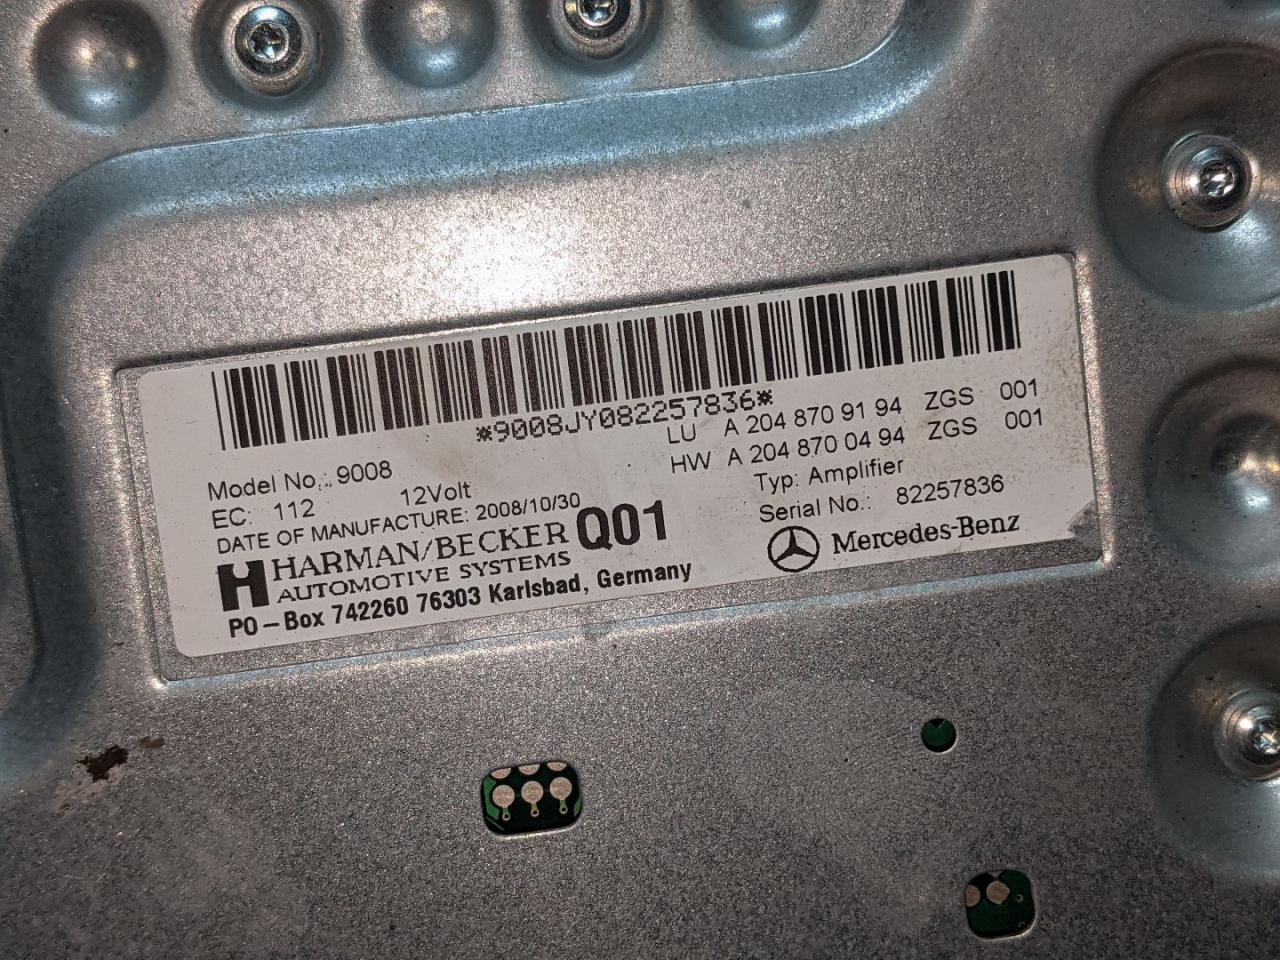 *9008JY082257836*
LU A 204 870 91 94 ZGS 001
HW A 204 870 04 94 ZGS 001
Model No.: 9008
EC: 112 12Volt
Typ: Amplifier
DATE OF MANUFACTURE: 2008/10/30
Serial No.: 82257836
HARMAN/BECKER Q01
AUTOMOTIVE SYSTEMS
Mercedes-Benz
PO-Box 742260 76303 Karlsbad, Germany